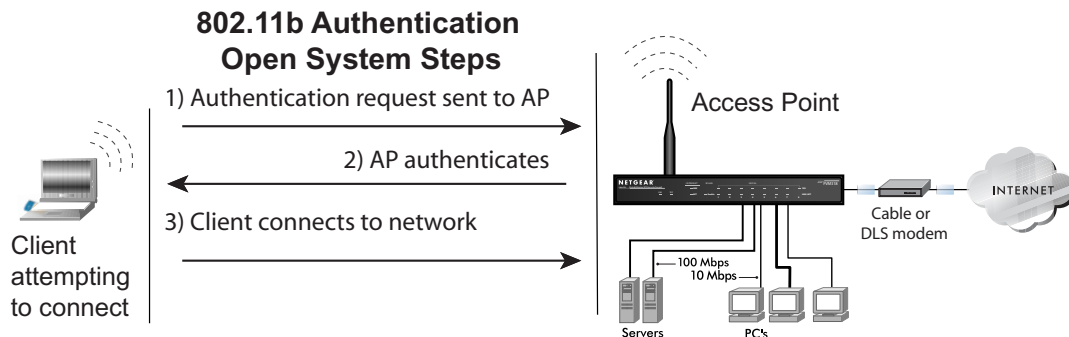 802.11b Authentication
Open System Steps
1) Authentication request sent to AP
2) AP authenticates
3) Client connects to network
Client
attempting
to connect
Access Point
NETGEAR
INTERNET
Cable or
DLS modem
100 Mbps
10 Mbps
Servers
PC's